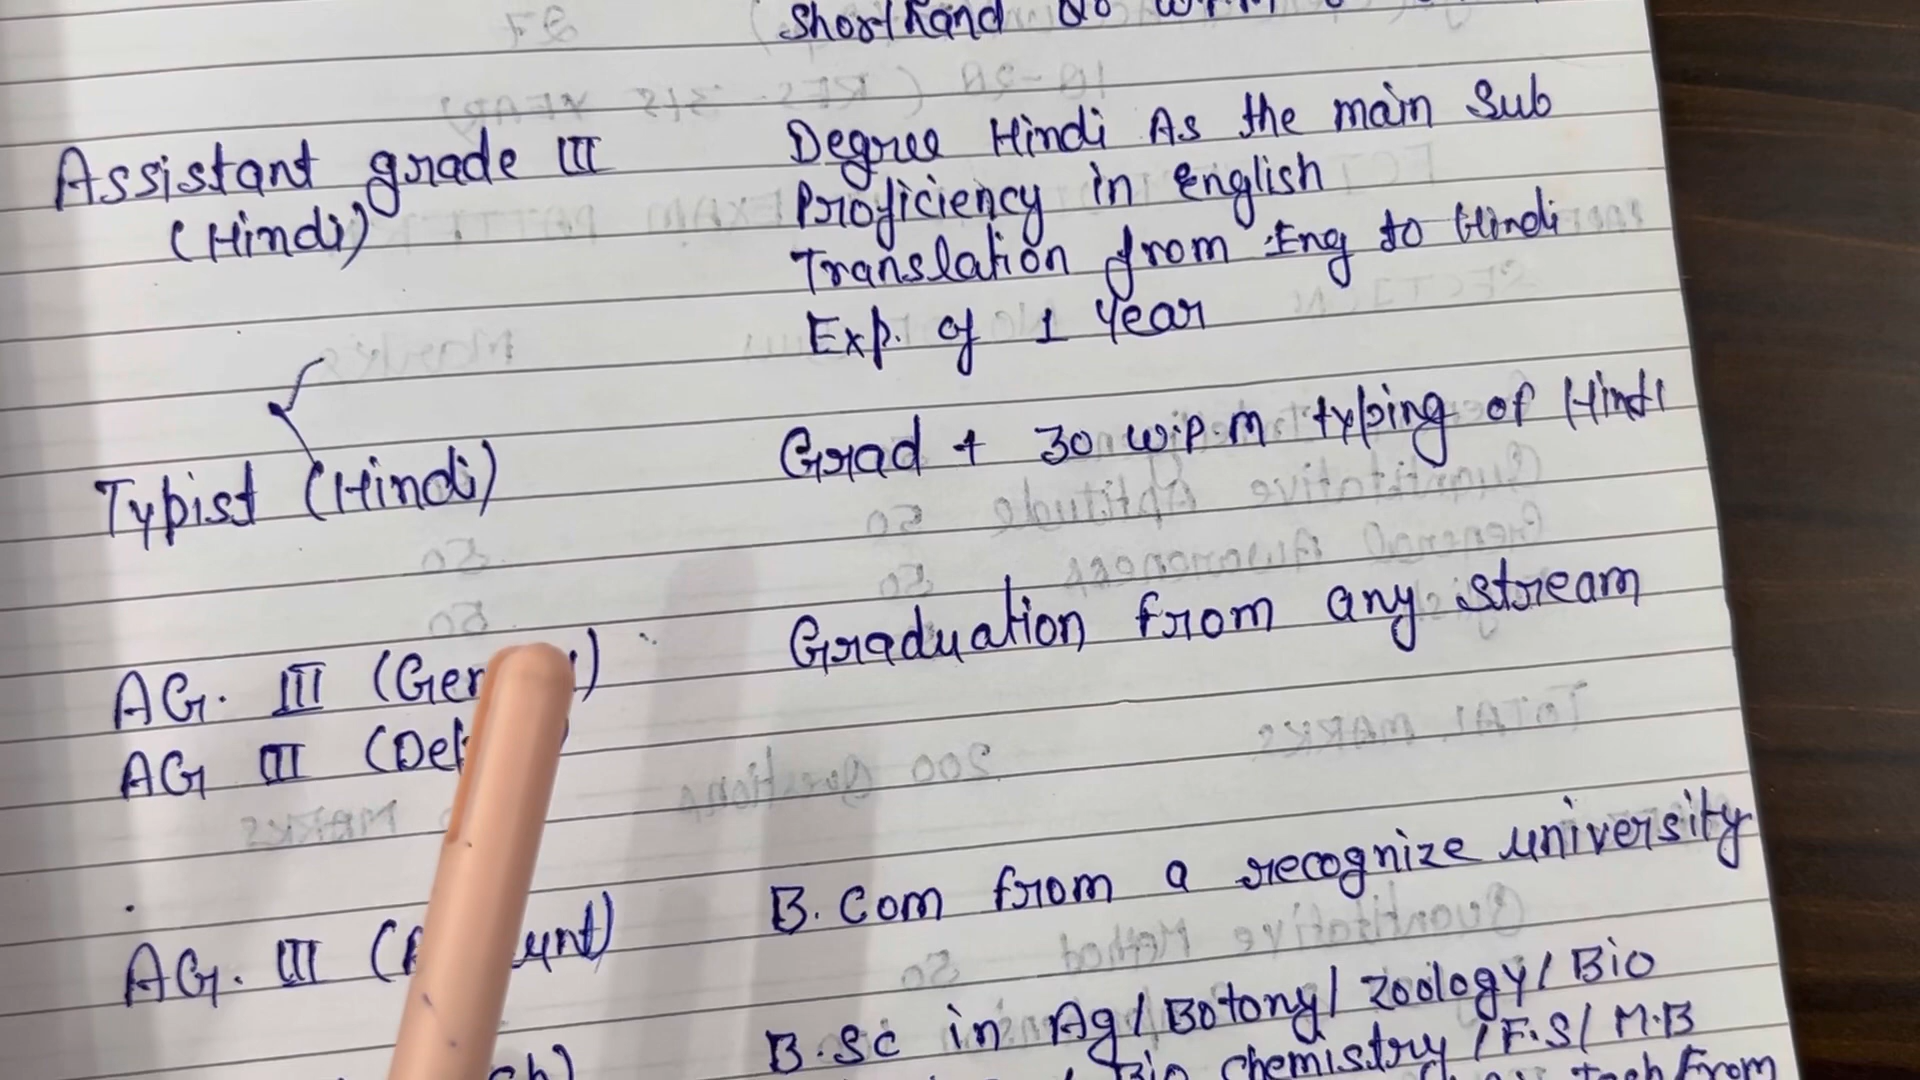 Shorthand
Assistant grade III
(Hindi)
Degree Hindi As the main Sub
Proficiency in English
Translation from Eng to Hindi
Exp. of 1 Year
Typist (Hindi)
Grad + 30 w.p.m typing of Hindi
AG. III
Graduation from any stream
AG III
AG. III
B. Com from a recognize university
B.Sc in Ag/Botony/Zoology/Bio
chemistry/F.S/M.B
from